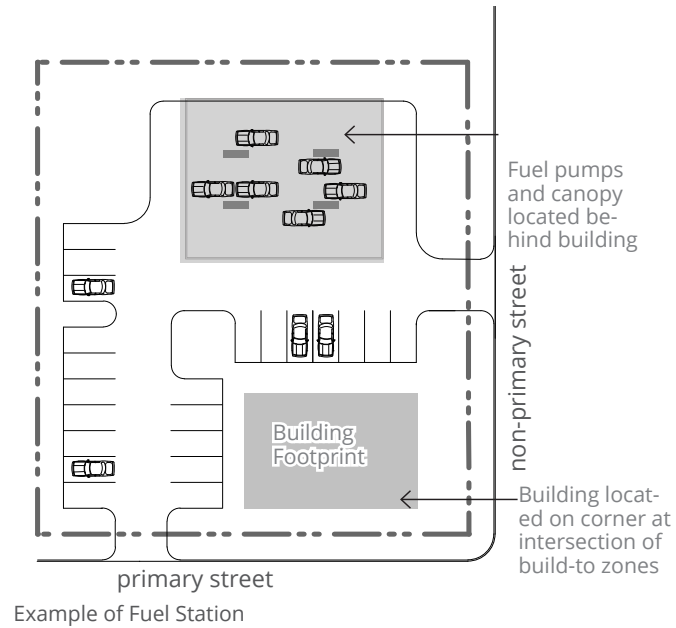 Fuel pumps
and canopy
located be-
hind building
non-primary street
Building
Footprint
Building locat-
ed on corner at
intersection of
build-to zones
primary street
Example of Fuel Station